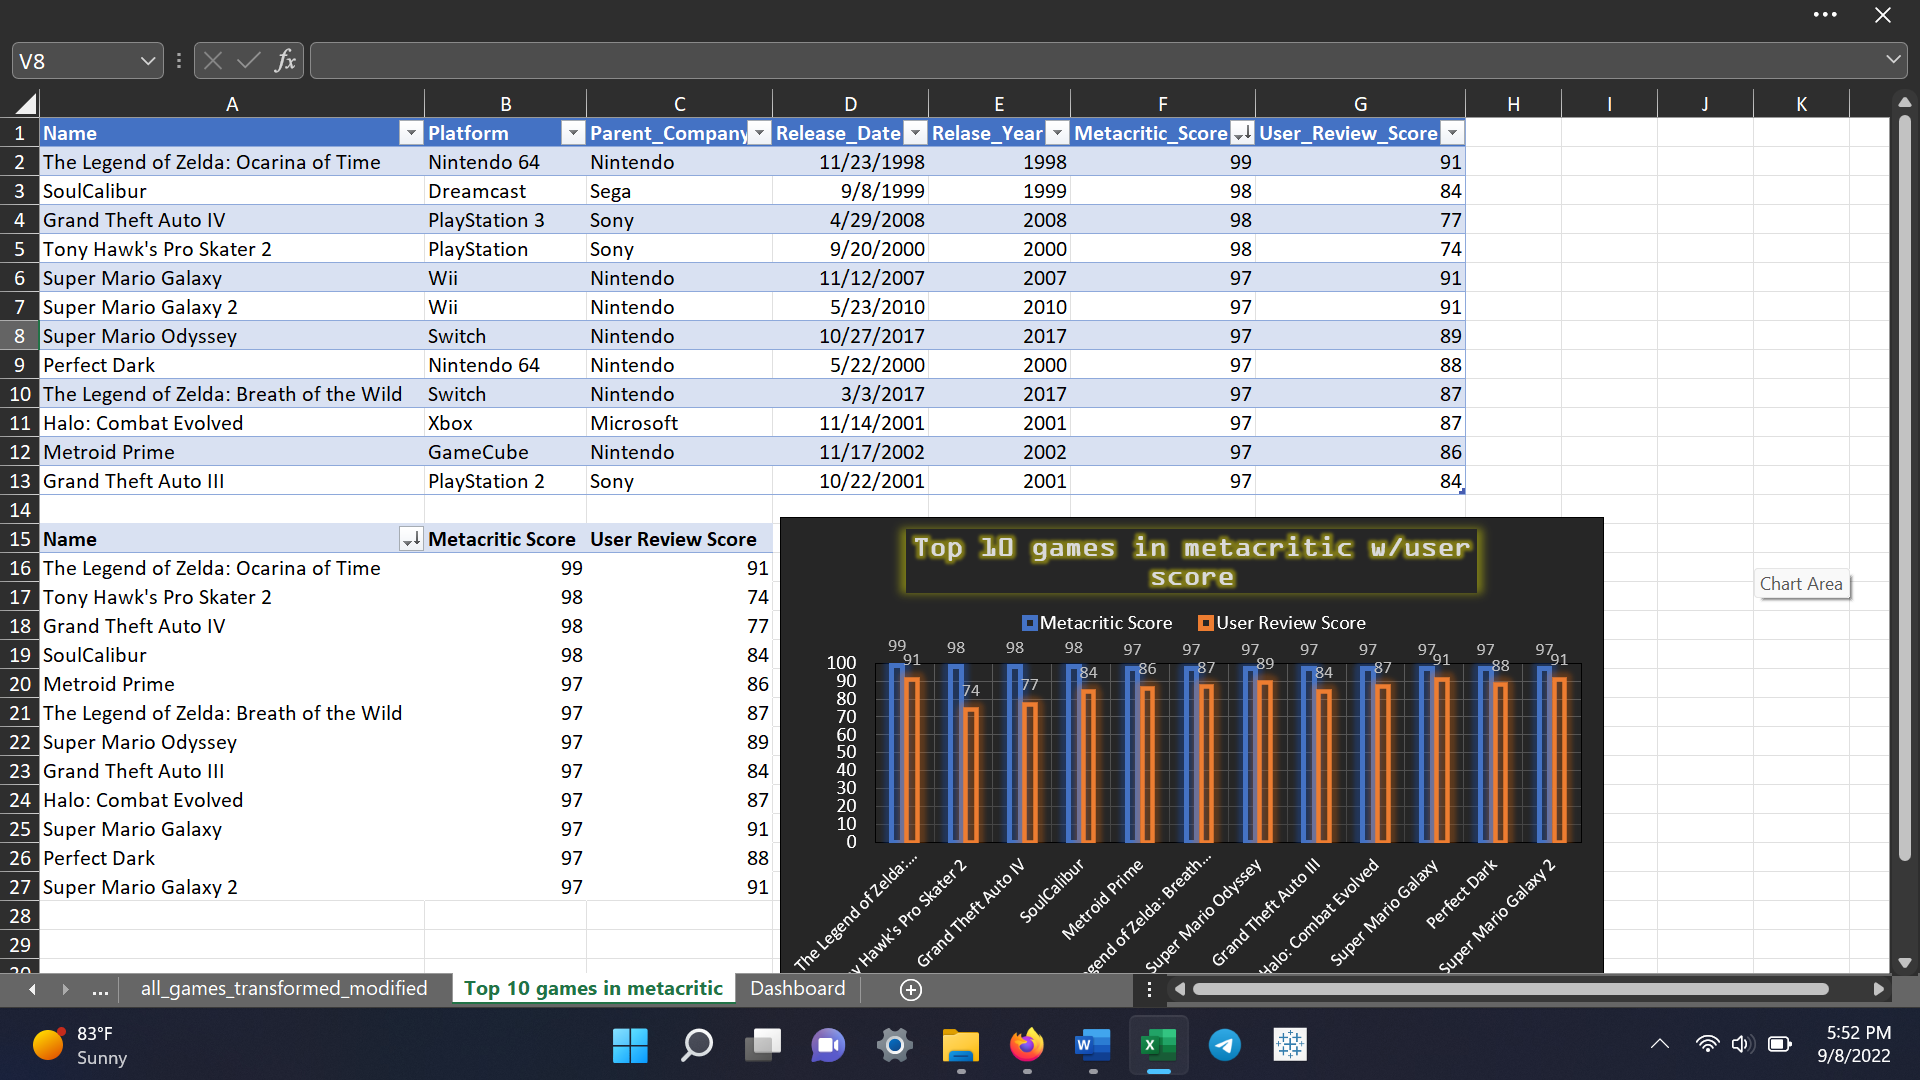 V8
fx
A B C D E F G H I J K
1 Name Platform Parent_Company Release_Date Relase_Year Metacritic_Score User_Review_Score
2 The Legend of Zelda: Ocarina of Time Nintendo 64 Nintendo 11/23/1998 1998 99 91
3 SoulCalibur Dreamcast Sega 9/8/1999 1999 98 84
4 Grand Theft Auto IV PlayStation 3 Sony 4/29/2008 2008 98 77
5 Tony Hawk's Pro Skater 2 PlayStation Sony 9/20/2000 2000 98 74
6 Super Mario Galaxy Wii Nintendo 11/12/2007 2007 97 91
7 Super Mario Galaxy 2 Wii Nintendo 5/23/2010 2010 97 91
8 Super Mario Odyssey Switch Nintendo 10/27/2017 2017 97 89
9 Perfect Dark Nintendo 64 Nintendo 5/22/2000 2000 97 88
10 The Legend of Zelda: Breath of the Wild Switch Nintendo 3/3/2017 2017 97 87
11 Halo: Combat Evolved Xbox Microsoft 11/14/2001 2001 97 87
12 Metroid Prime GameCube Nintendo 11/17/2002 2002 97 86
13 Grand Theft Auto III PlayStation 2 Sony 10/22/2001 2001 97 84
14
15 Name Metacritic Score User Review Score
16 The Legend of Zelda: Ocarina of Time 99 91
17 Tony Hawk's Pro Skater 2 98 74
18 Grand Theft Auto IV 98 77
19 SoulCalibur 98 84
20 Metroid Prime 97 86
21 The Legend of Zelda: Breath of the Wild 97 87
22 Super Mario Odyssey 97 89
23 Grand Theft Auto III 97 84
24 Halo: Combat Evolved 97 87
25 Super Mario Galaxy 97 91
26 Perfect Dark 97 88
27 Super Mario Galaxy 2 97 91
28
29
Top 10 games in metacritic w/user
score
Metacritic Score User Review Score
99 98 98 98 97 97 97 97 97 97 97 97
91 74 77 84 86 87 89 84 87 91 88 91
100
90
80
70
60
50
40
30
20
10
0
The Legend of Zelda:...
y Hawk's Pro Skater 2
Grand Theft Auto IV
SoulCalibur
Metroid Prime
egend of Zelda: Breath...
Super Mario Odyssey
Grand Theft Auto III
Halo: Combat Evolved
Super Mario Galaxy
Perfect Dark
Super Mario Galaxy 2
Chart Area
... all_games_transformed_modified Top 10 games in metacritic Dashboard
83°F
Sunny
W
X
5:52 PM
9/8/2022